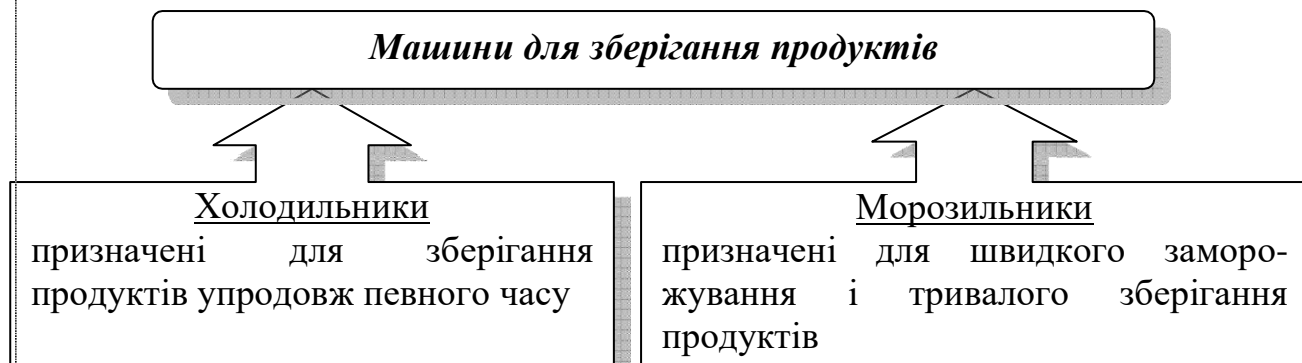 Машини для зберігання продуктів
Холодильники
призначені для зберігання
продуктів упродовж певного часу
Морозильники
призначені для швидкого заморо-
жування і тривалого зберігання
продуктів